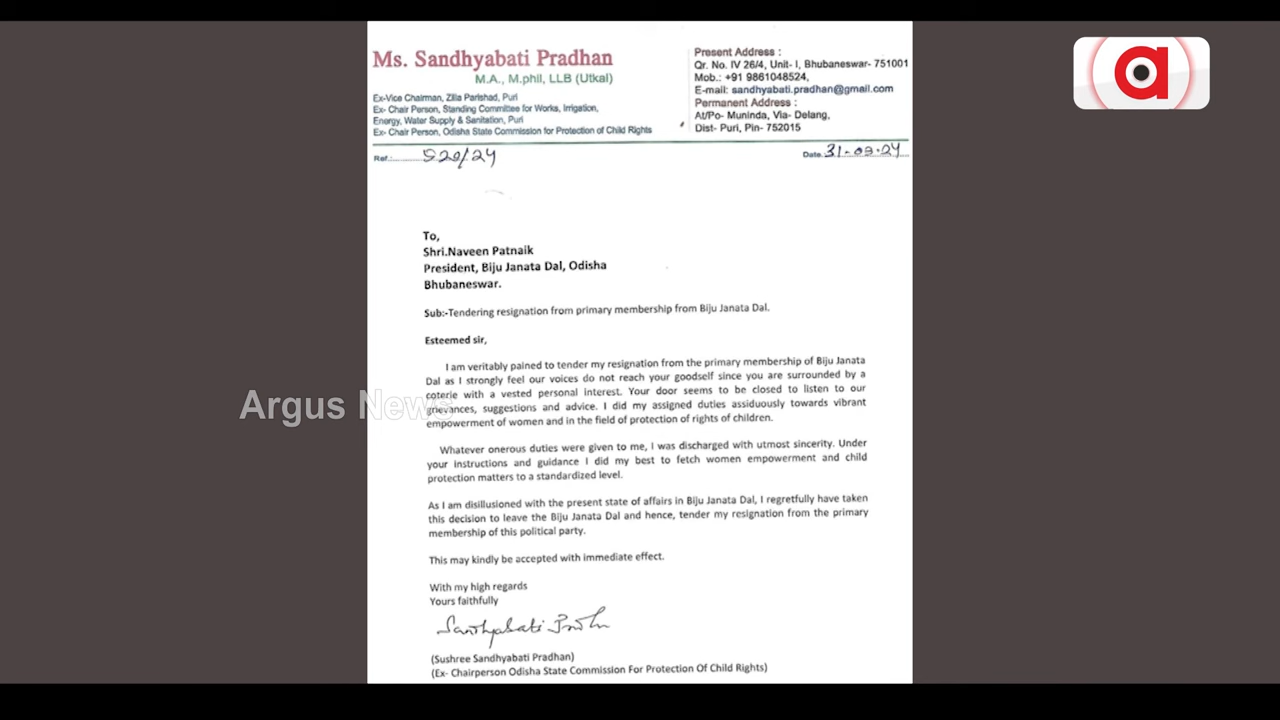 Ms. Sandhyabati Pradhan
M.A., M.phil, LLB (Utkal)
Ex-Vice Chairman, Zilla Parishad, Puri
Ex- Chair Person, Standing Committee for Works, Irrigation,
Energy, Water Supply & Sanitation, Puri
Ex- Chair Person, Odisha State Commission for Protection of Child Rights
Present Address :
Qr. No. IV 26/4, Unit- I, Bhubaneswar- 751001
Mob.: +91 9861048524,
E-mail: sandhyabati.pradhan@gmail.com
Permanent Address :
At/Po- Muninda, Via- Delang,
Dist- Puri, Pin- 752015
a
Ref.: 20/24
Date. 31-03-24
To,
Shri.Naveen Patnaik
President, Biju Janata Dal, Odisha
Bhubaneswar.
Sub:-Tendering resignation from primary membership from Biju Janata Dal.
Esteemed sir,
I am veritably pained to tender my resignation from the primary membership of Biju Janata
Dal as I strongly feel our voices do not reach your goodself since you are surrounded by a
coterie with a vested personal interest. Your door seems to be closed to listen to our
grievances, suggestions and advice. I did my assigned duties assiduously towards vibrant
empowerment of women and in the field of protection of rights of children.
Argus News
Whatever onerous duties were given to me, I was discharged with utmost sincerity. Under
your instructions and guidance I did my best to fetch women empowerment and child
protection matters to a standardized level.
As I am disillusioned with the present state of affairs in Biju Janata Dal, I regretfully have taken
this decision to leave the Biju Janata Dal and hence, tender my resignation from the primary
membership of this political party.
This may kindly be accepted with immediate effect.
With my high regards
Yours faithfully
Sandhyabati
(Sushree Sandhyabati Pradhan)
(Ex- Chairperson Odisha State Commission For Protection Of Child Rights)